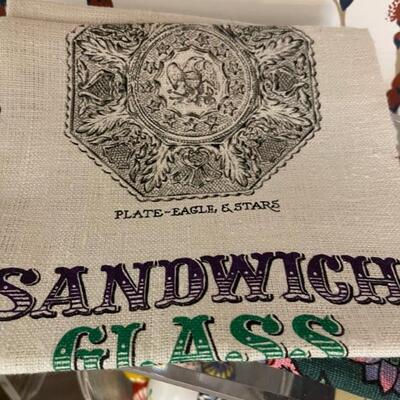 PLATE-EAGLE, & STARS
SANDWICH
GLASS